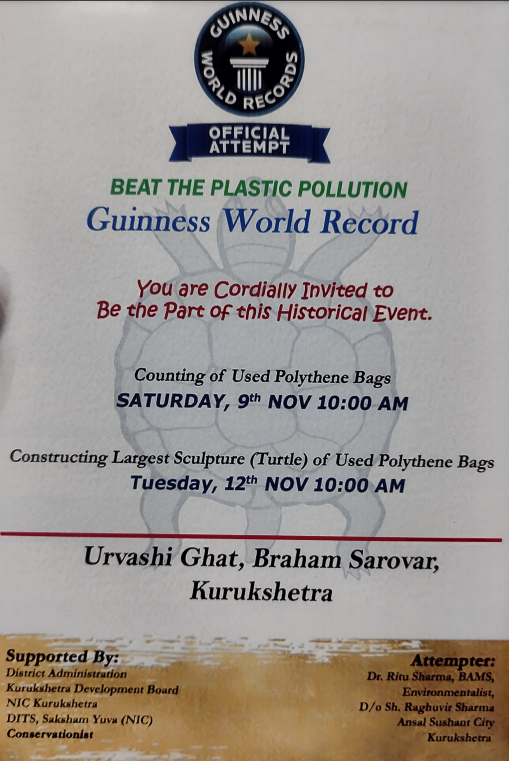 GUINNESS
WORLD RECORDS
OFFICIAL
ATTEMPT
BEAT THE PLASTIC POLLUTION
Guinness World Record
You are Cordially Invited to
Be the Part of this Historical Event.
Counting of Used Polythene Bags
SATURDAY, 9th NOV 10:00 AM
Constructing Largest Sculpture (Turtle) of Used Polythene Bags
Tuesday, 12th NOV 10:00 AM
Urvashi Ghat, Braham Sarovar,
Kurukshetra
Supported By:
District Administration
Kurukshetra Development Board
NIC Kurukshetra
DITS, Saksham Yuva (NIC)
Conservationist
Attempter:
Dr. Ritu Sharma, BAMS,
Environmentalist,
D/o Sh. Raghuvir Sharma
Ansal Sushant City
Kurukshetra